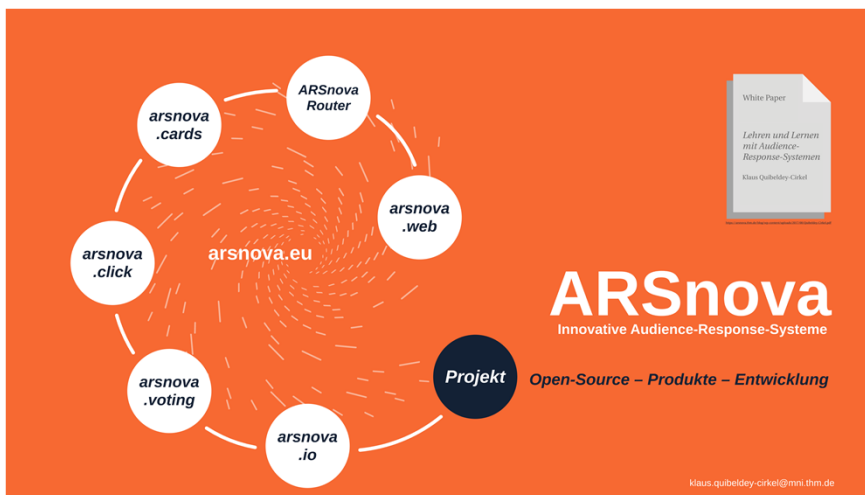 ARSnova
Router
arsnova
.cards
arsnova
.web
arsnova
.click
arsnova.eu
arsnova
.voting
arsnova
.io
Projekt
White Paper
Lehren und Lernen
mit Audience-
Response-Systemen
Klaus Quibeldey-Cirkel
ARSnova
Innovative Audience-Response-Systeme
Open-Source – Produkte – Entwicklung
klaus.quibeldey-cirkel@mni.thm.de